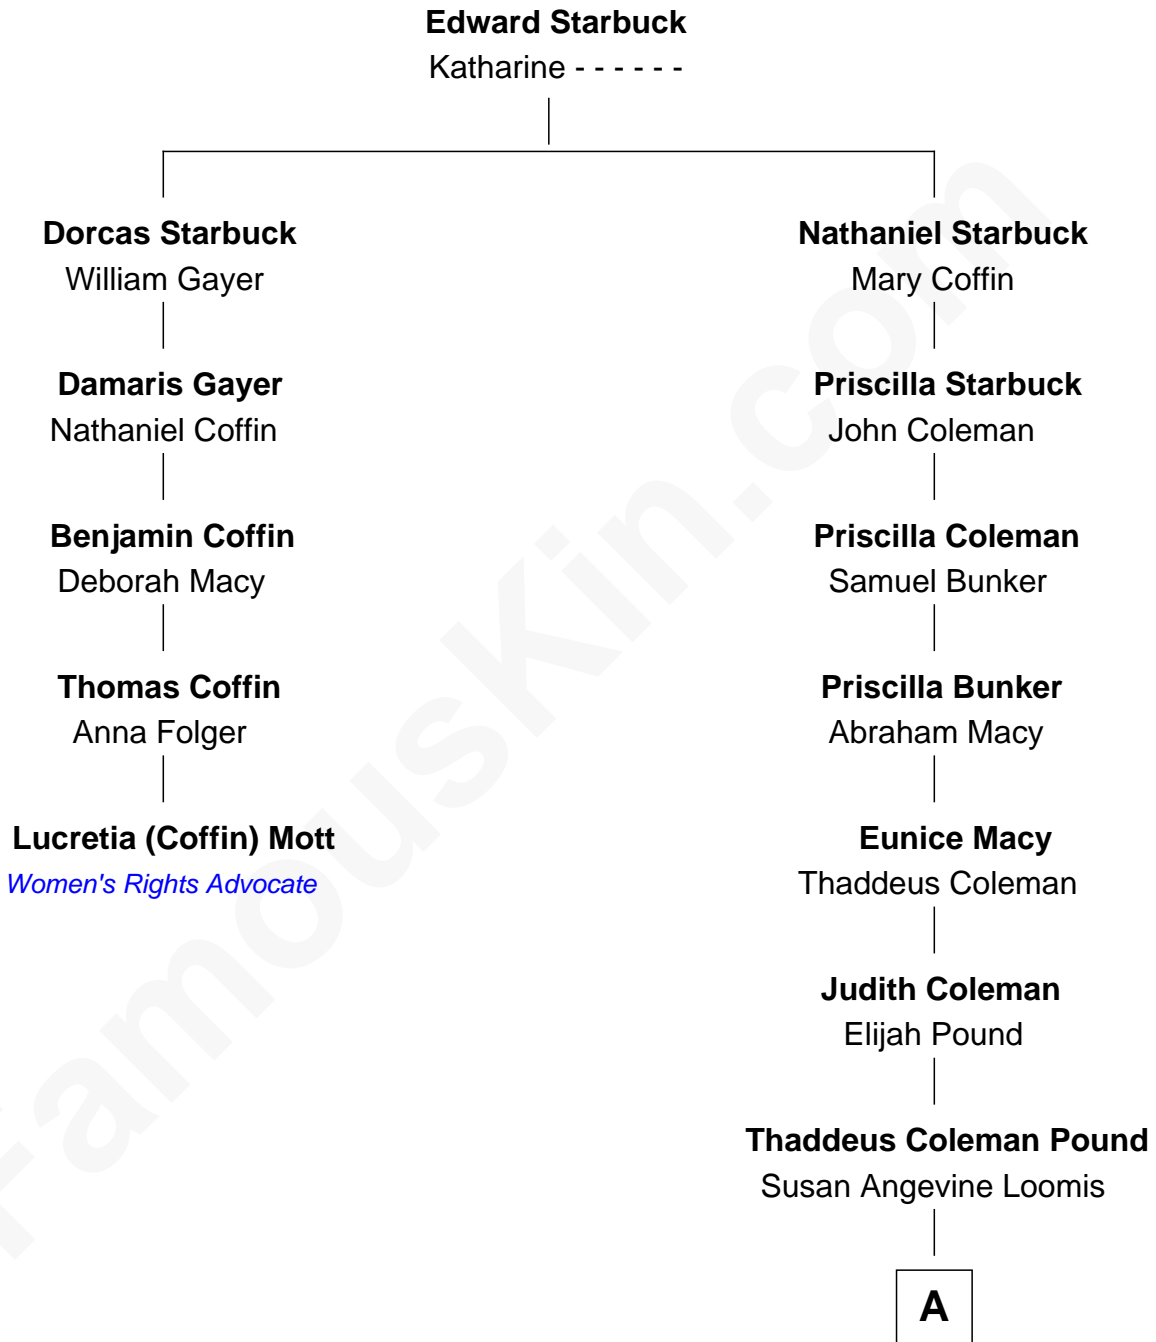 Edward Starbuck
Katharine - - - - - -
Dorcas Starbuck
William Gayer
Damaris Gayer
Nathaniel Coffin
Benjamin Coffin
Deborah Macy
Thomas Coffin
Anna Folger
Lucretia (Coffin) Mott
Women's Rights Advocate
Nathaniel Starbuck
Mary Coffin
Priscilla Starbuck
John Coleman
Priscilla Coleman
Samuel Bunker
Priscilla Bunker
Abraham Macy
Eunice Macy
Thaddeus Coleman
Judith Coleman
Elijah Pound
Thaddeus Coleman Pound
Susan Angevine Loomis
A
FamousKin.com